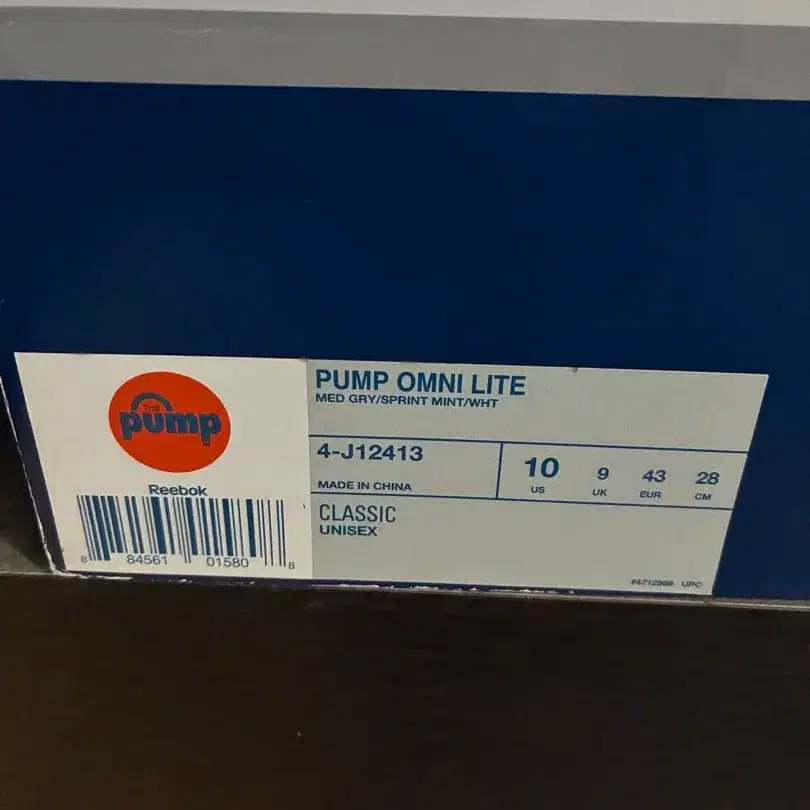 THE
pump
Reebok
8 84561 01580 8
PUMP OMNI LITE
MED GRY/SPRINT MINT/WHT
4-J12413
MADE IN CHINA
10 9 43 28
US UK EUR CM
CLASSIC
UNISEX
UPC